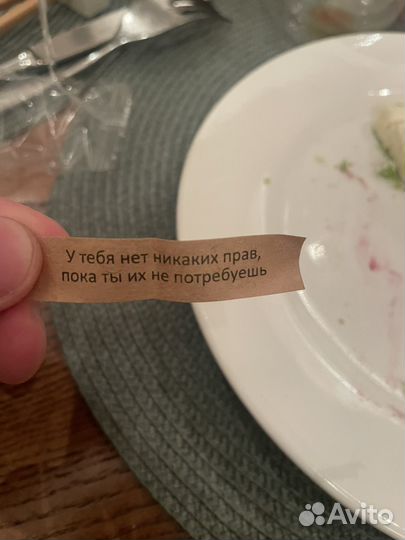 У тебя нет никаких прав,
пока ты их не потребуешь
Avito